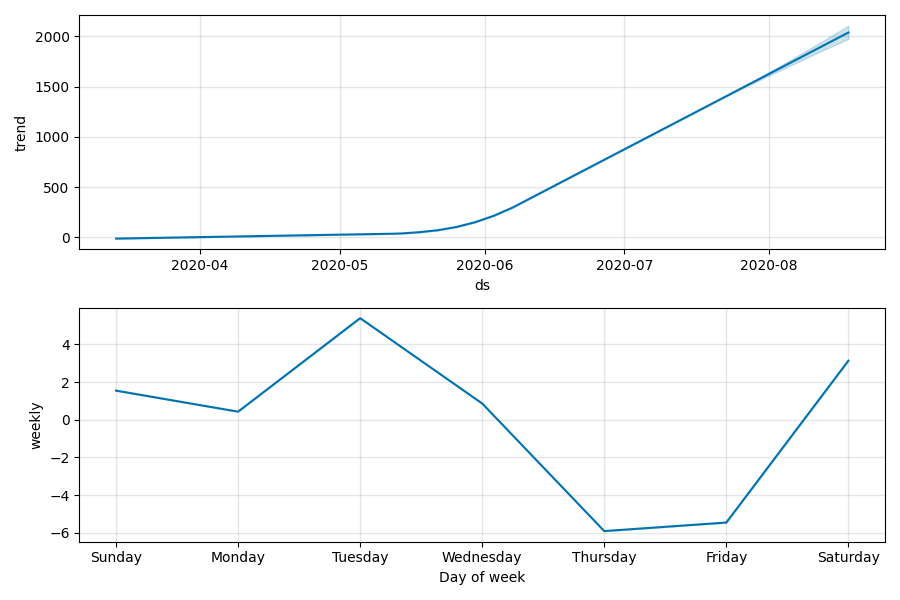 2000
1500
1000
500
0
trend
2020-04 2020-05 2020-06 2020-07 2020-08
ds
4
2
0
−2
−4
−6
weekly
Sunday Monday Tuesday Wednesday Thursday Friday Saturday
Day of week